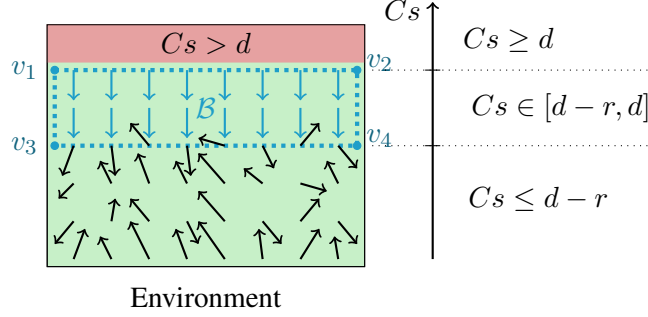 Cs
Cs > d
Cs ≥ d
v₁
v₂
B
Cs ∈ [d − r, d]
v₃
v₄
Cs ≤ d − r
Environment